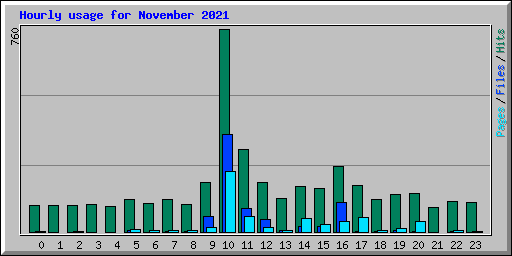 Hourly usage for November 2021
760
Pages / Files / Hits
0 1 2 3 4 5 6 7 8 9 10 11 12 13 14 15 16 17 18 19 20 21 22 23